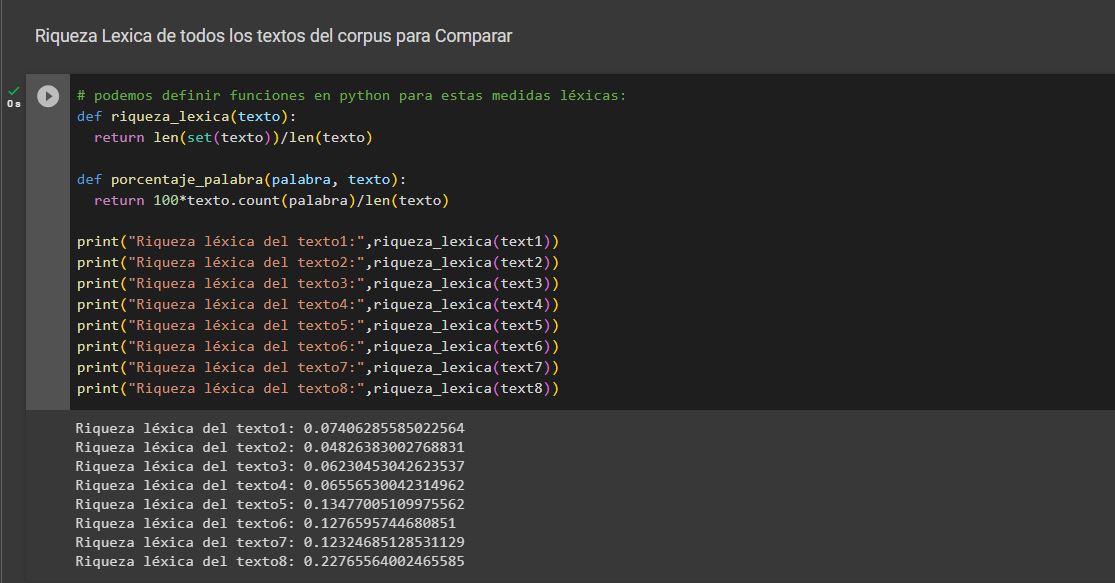 Riqueza Lexica de todos los textos del corpus para Comparar
0s
# podemos definir funciones en python para estas medidas léxicas:
def riqueza_lexica(texto):
  return len(set(texto))/len(texto)
def porcentaje_palabra(palabra, texto):
  return 100*texto.count(palabra)/len(texto)
print("Riqueza léxica del texto1:",riqueza_lexica(text1))
print("Riqueza léxica del texto2:",riqueza_lexica(text2))
print("Riqueza léxica del texto3:",riqueza_lexica(text3))
print("Riqueza léxica del texto4:",riqueza_lexica(text4))
print("Riqueza léxica del texto5:",riqueza_lexica(text5))
print("Riqueza léxica del texto6:",riqueza_lexica(text6))
print("Riqueza léxica del texto7:",riqueza_lexica(text7))
print("Riqueza léxica del texto8:",riqueza_lexica(text8))
Riqueza léxica del texto1: 0.07406285585022564
Riqueza léxica del texto2: 0.04826383002768831
Riqueza léxica del texto3: 0.06230453042623537
Riqueza léxica del texto4: 0.06556530042314962
Riqueza léxica del texto5: 0.13477005109975562
Riqueza léxica del texto6: 0.1276595744680851
Riqueza léxica del texto7: 0.12324685128531129
Riqueza léxica del texto8: 0.22765564002465585